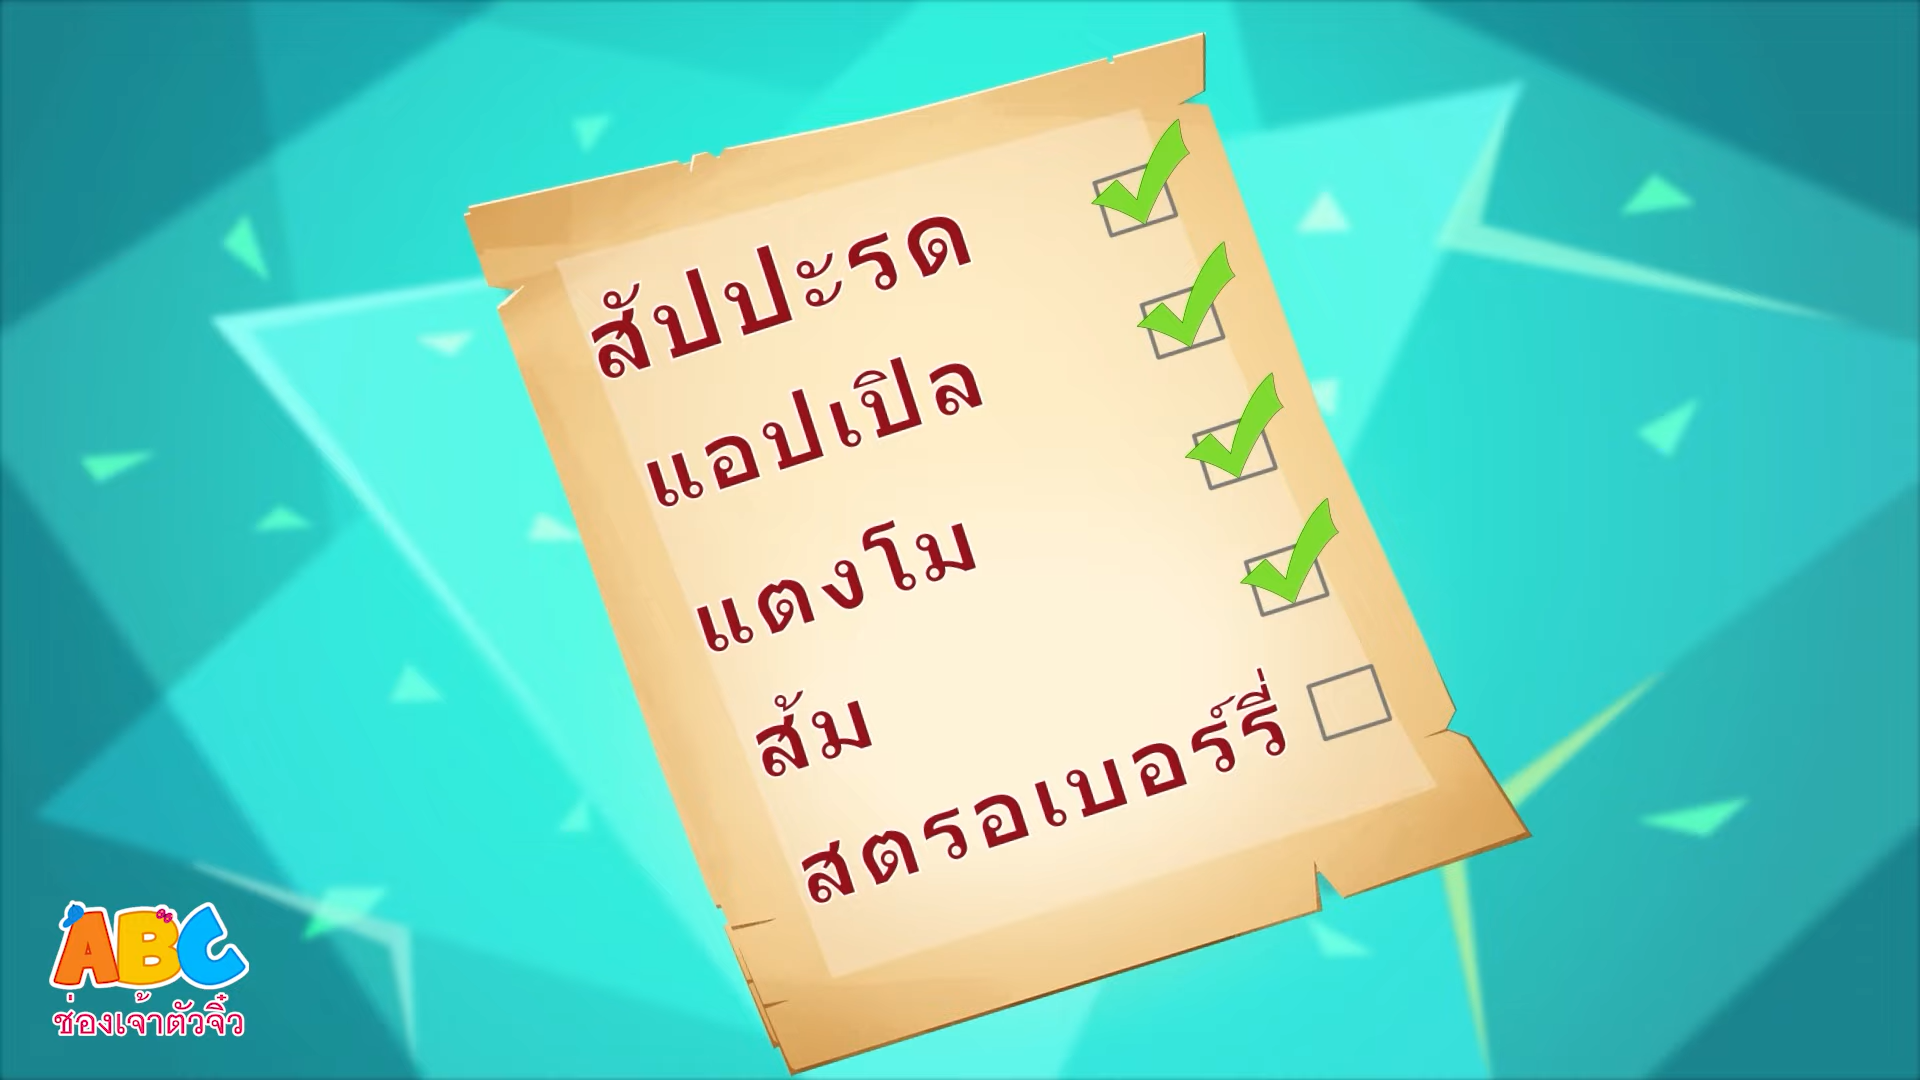 สัปปะรด
แอปเปิล
แตงโม
ส้ม
สตรอเบอร์รี่
ABC
ช่องเจ้าตัวจิ๋ว